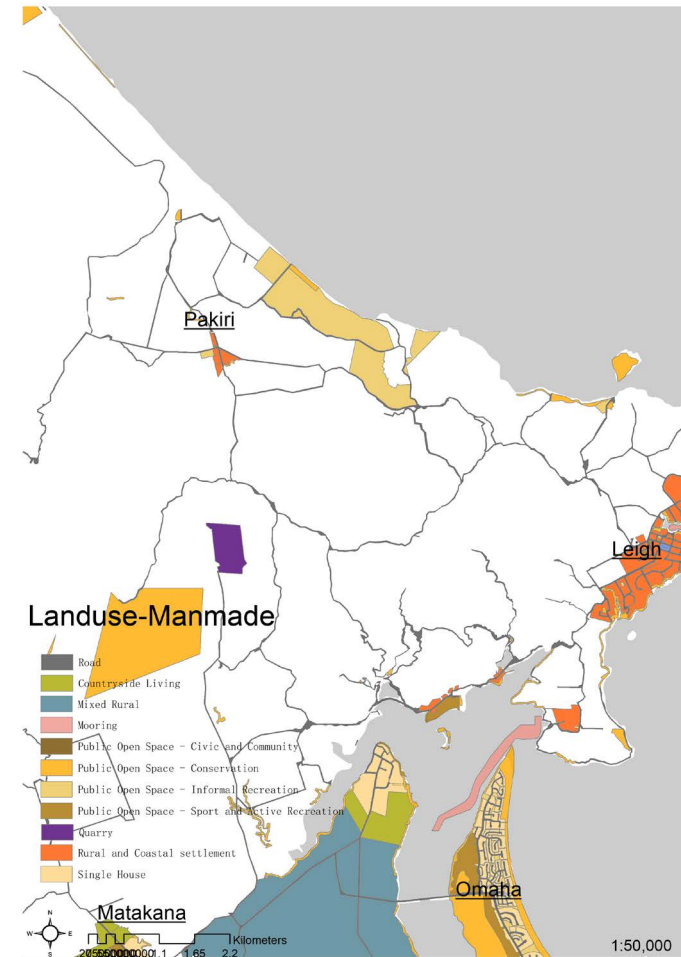 Pakiri
Leigh
Landuse-Manmade
Road
Countryside Living
Mixed Rural
Mooring
Public Open Space - Civic and Community
Public Open Space - Conservation
Public Open Space - Informal Recreation
Public Open Space - Sport and Active Recreation
Quarry
Rural and Coastal settlement
Single House
Omaha
Matakana
N
W E
S
Kilometers
1.1 1.65 2.2
1:50,000